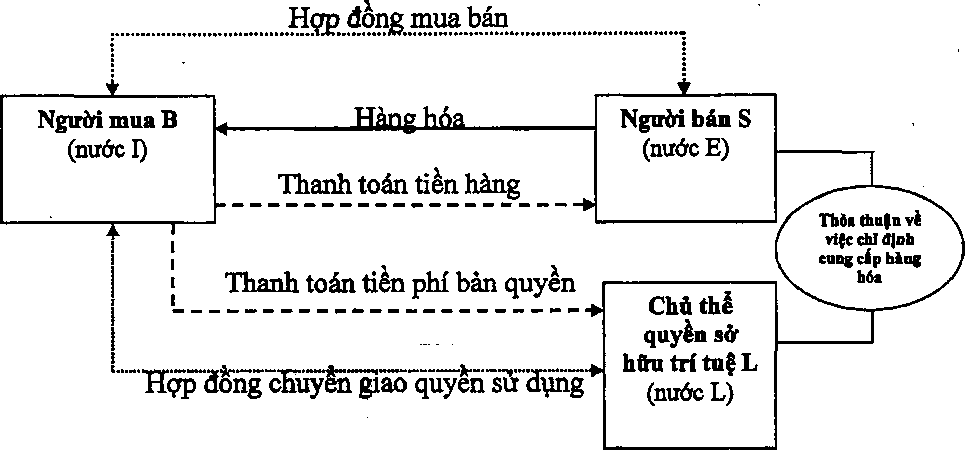 Hợp đồng mua bán
Người mua B
(nước I)
Hàng hóa
Người bán S
(nước E)
Thanh toán tiền hàng
Thỏa thuận về
việc chỉ định
cung cấp hàng
hóa
Thanh toán tiền phí bản quyền
Chủ thể
quyền sở
hữu trí tuệ L
(nước L)
Hợp đồng chuyển giao quyền sử dụng